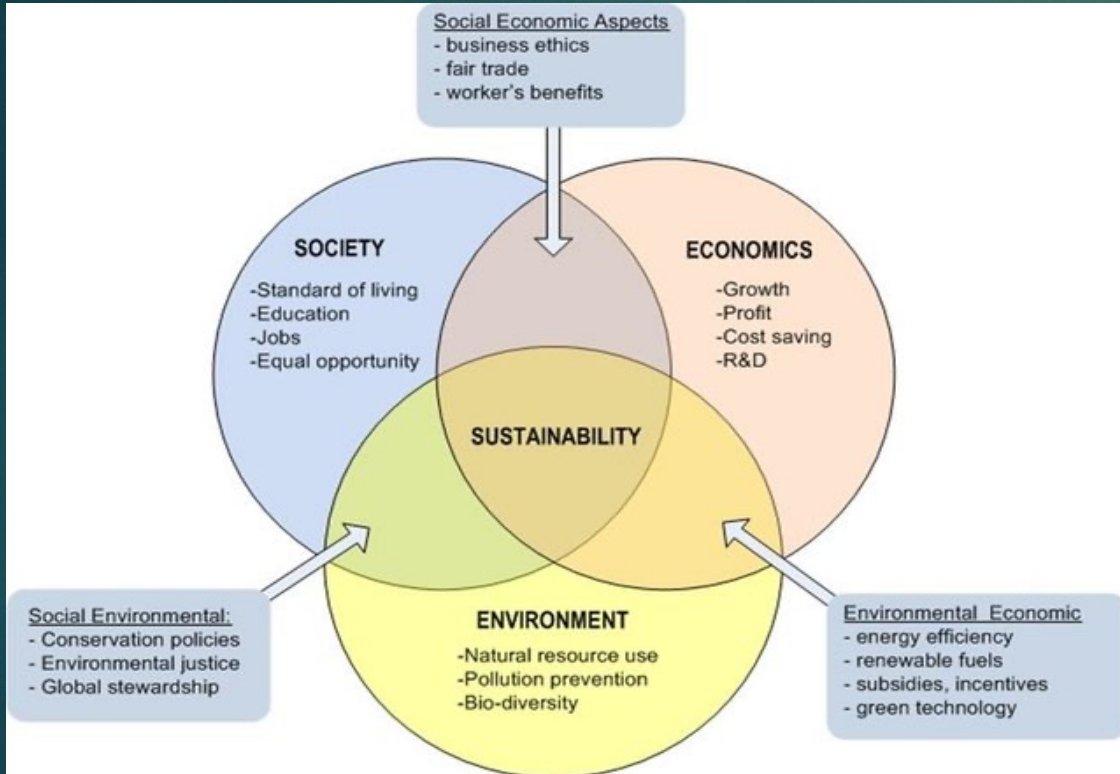 Social Economic Aspects
- business ethics
- fair trade
- worker's benefits
SOCIETY
-Standard of living
-Education
-Jobs
-Equal opportunity
ECONOMICS
-Growth
-Profit
-Cost saving
-R&D
SUSTAINABILITY
Social Environmental:
- Conservation policies
- Environmental justice
- Global stewardship
ENVIRONMENT
-Natural resource use
-Pollution prevention
-Bio-diversity
Environmental Economic
- energy efficiency
- renewable fuels
- subsidies, incentives
- green technology